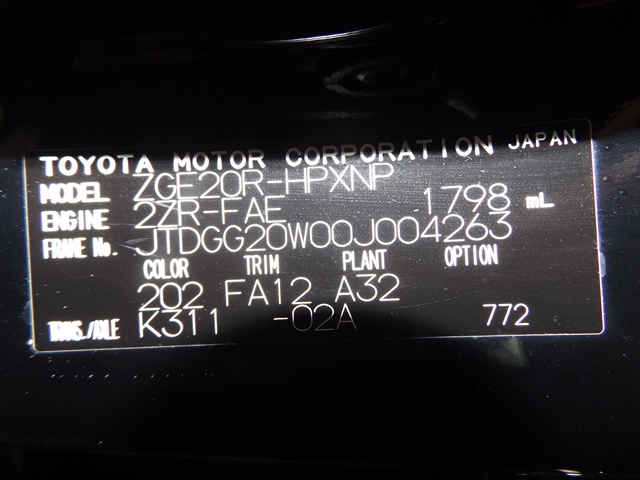 TOYOTA MOTOR CORPORATION JAPAN
MODEL ZGE20R-HPXNP
ENGINE 2ZR-FAE 1798 mL
FRAME No. JTDGG20W00J004263
COLOR TRIM PLANT OPTION
202 FA12 A32
TRANS./AXLE K311 -02A 772